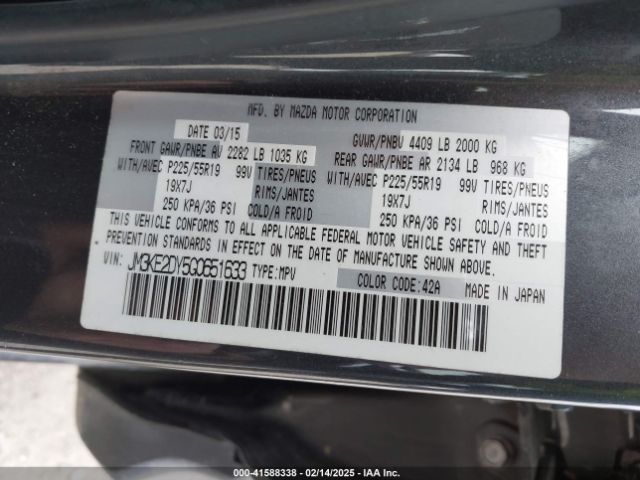 MFD. BY MAZDA MOTOR CORPORATION
DATE 03/15 GVWR/PNBV 4409 LB 2000 KG
FRONT GAWR/PNBE AV 2282 LB 1035 KG REAR GAWR/PNBE AR 2134 LB 968 KG
WITH/AVEC P225/55R19 99V TIRES/PNEUS WITH/AVEC P225/55R19 99V TIRES/PNEUS
19X7J RIMS/JANTES 19X7J RIMS/JANTES
250 KPA/36 PSI COLD/A FROID 250 KPA/36 PSI COLD/A FROID
THIS VEHICLE CONFORMS TO ALL APPLICABLE FEDERAL MOTOR VEHICLE SAFETY AND THEFT
PREVENTION STANDARDS IN EFFECT ON THE DATE OF MANUFACTURE SHOWN ABOVE.
VIN: JM3KE2DY5G0651633 TYPE:MPV COLOR CODE:42A MADE IN JAPAN
000-41588338 - 02/14/2025 - IAA Inc.